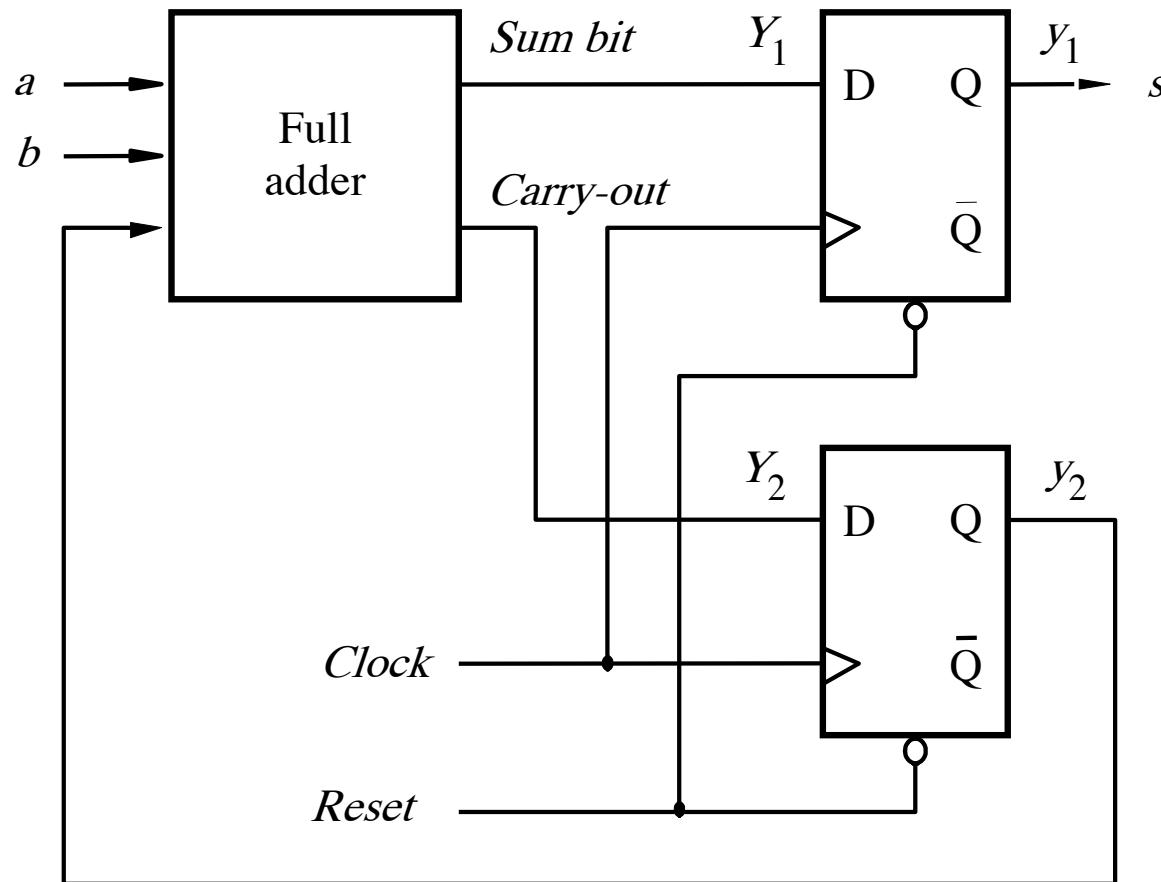 Sum bit
Y1
y1
a
D
Q
s
b
Full
adder
Carry-out
Q̅
Y2
y2
D
Q
Clock
Q̅
Reset